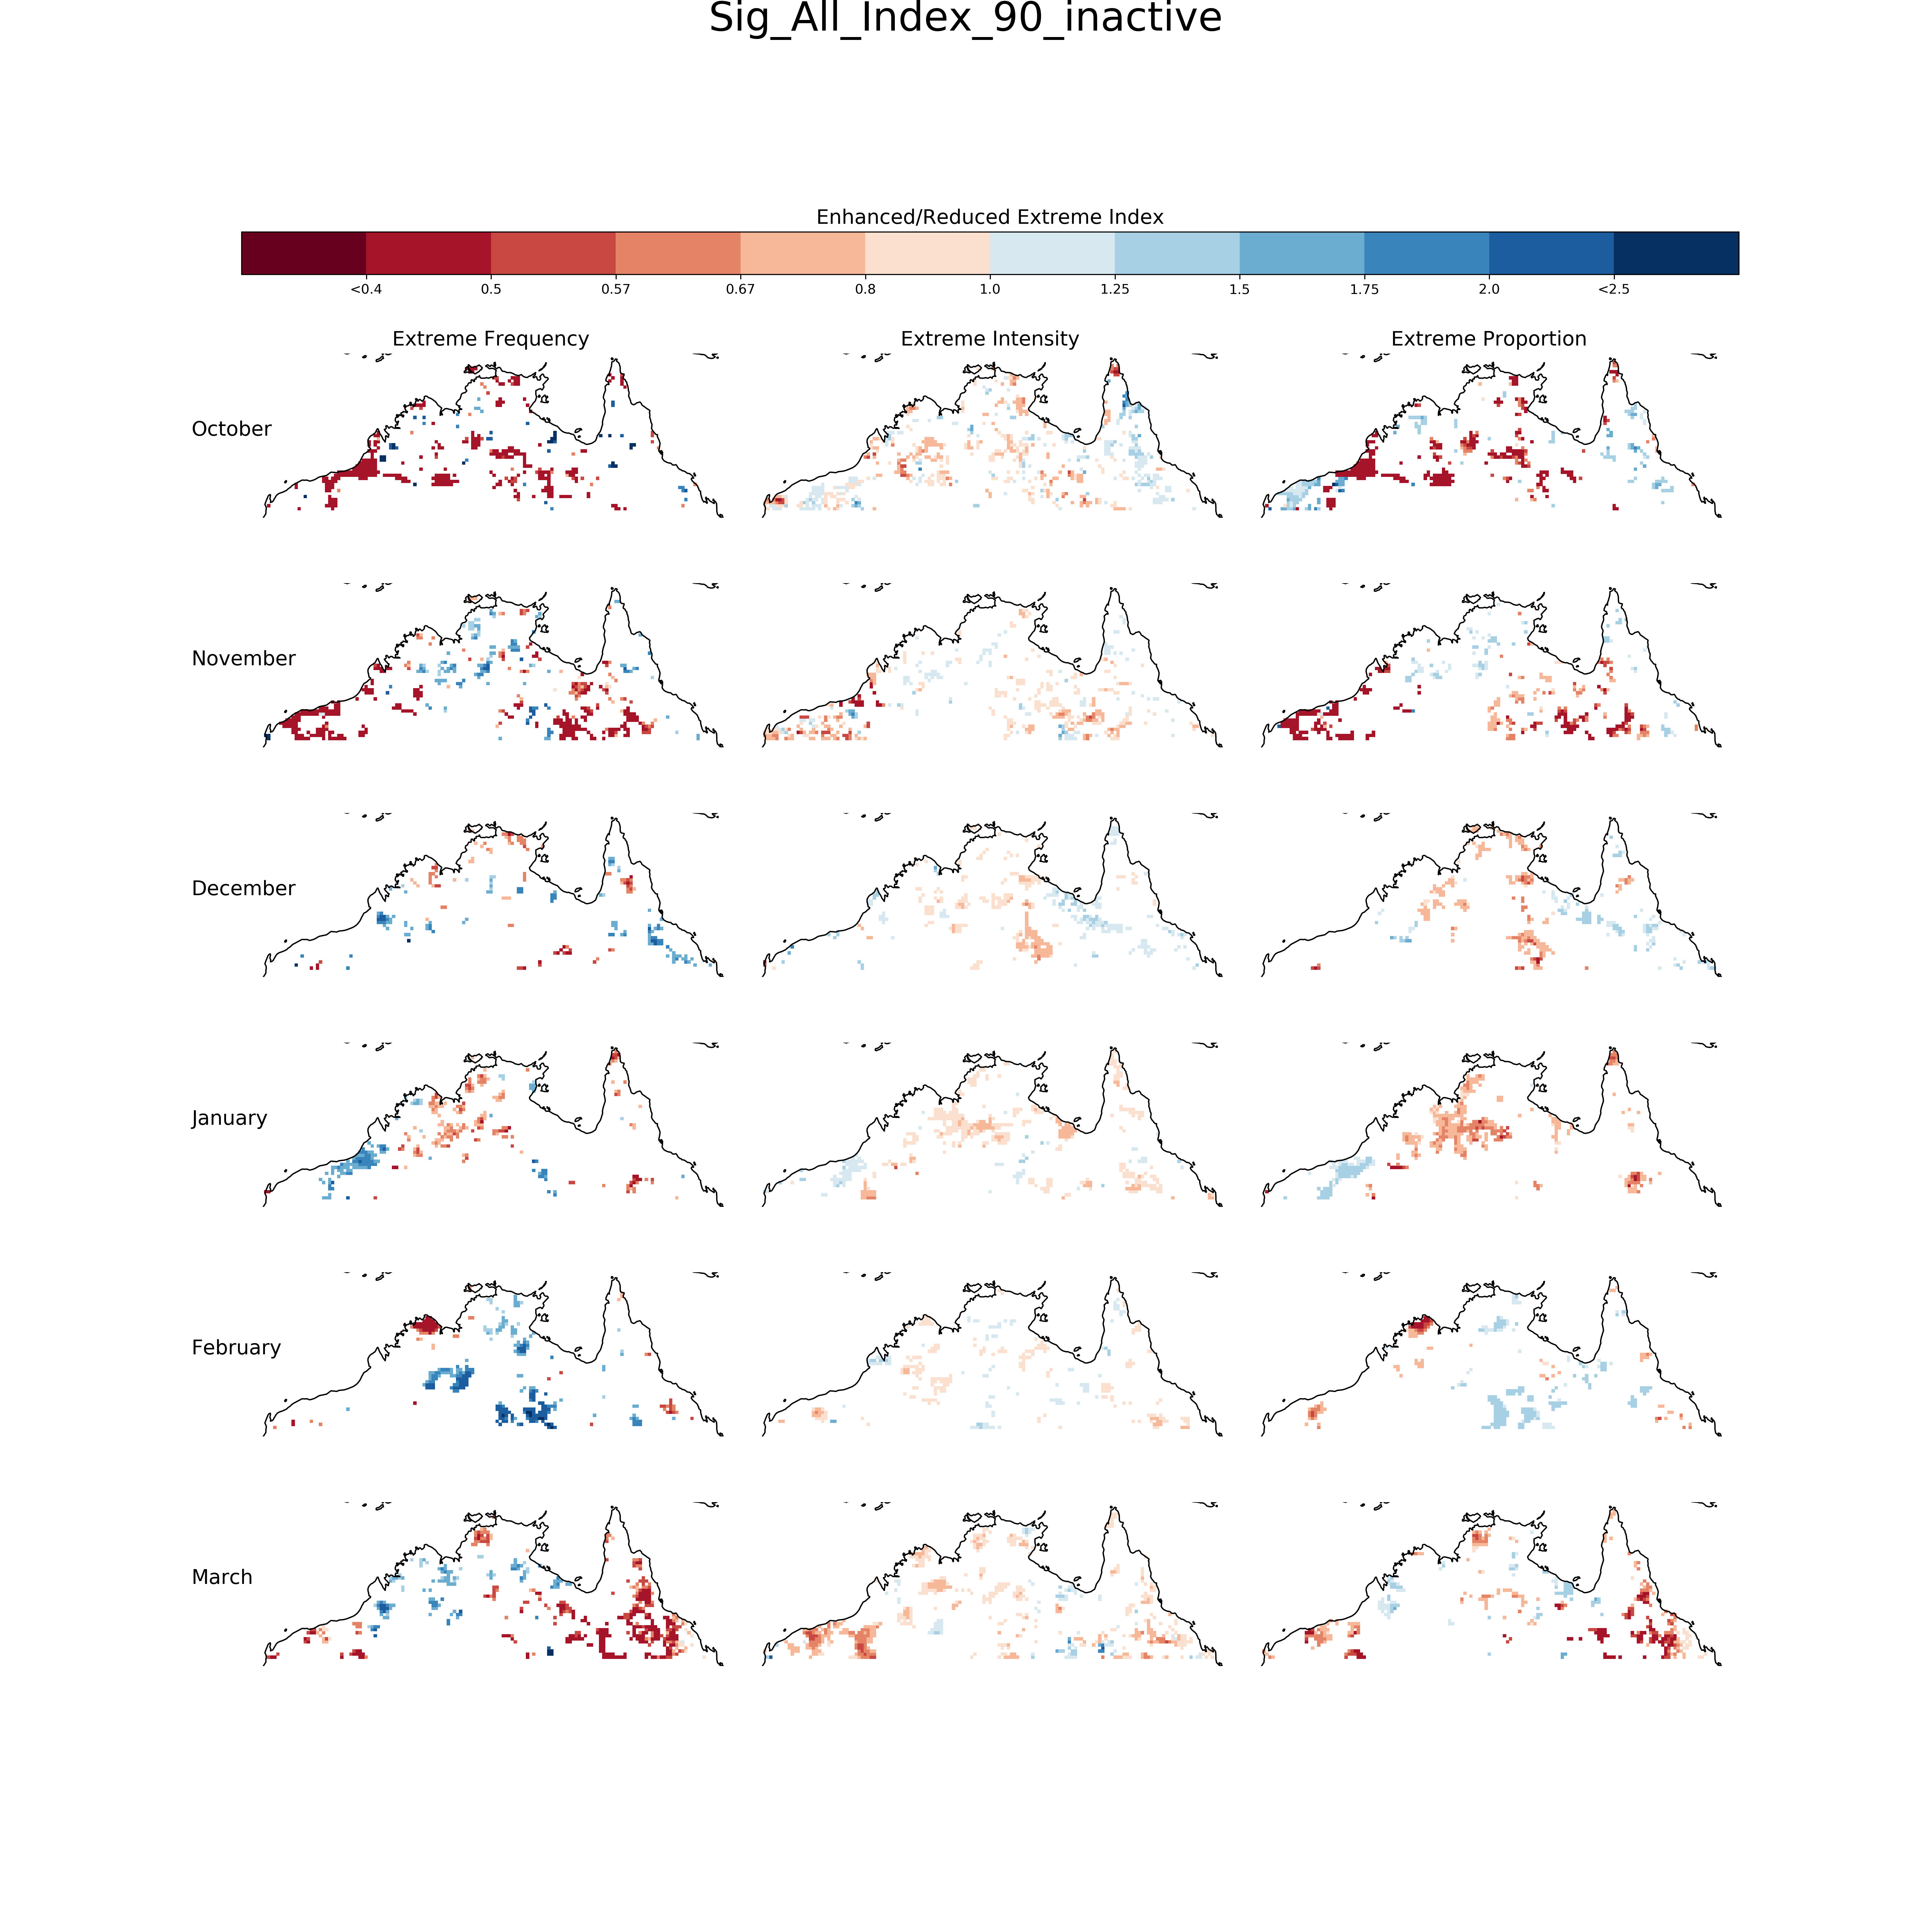 Sig_All_Index_90_inactive
Enhanced/Reduced Extreme Index
<0.4 0.5 0.57 0.67 0.8 1.0 1.25 1.5 1.75 2.0 <2.5
Extreme Frequency Extreme Intensity Extreme Proportion
October
November
December
January
February
March